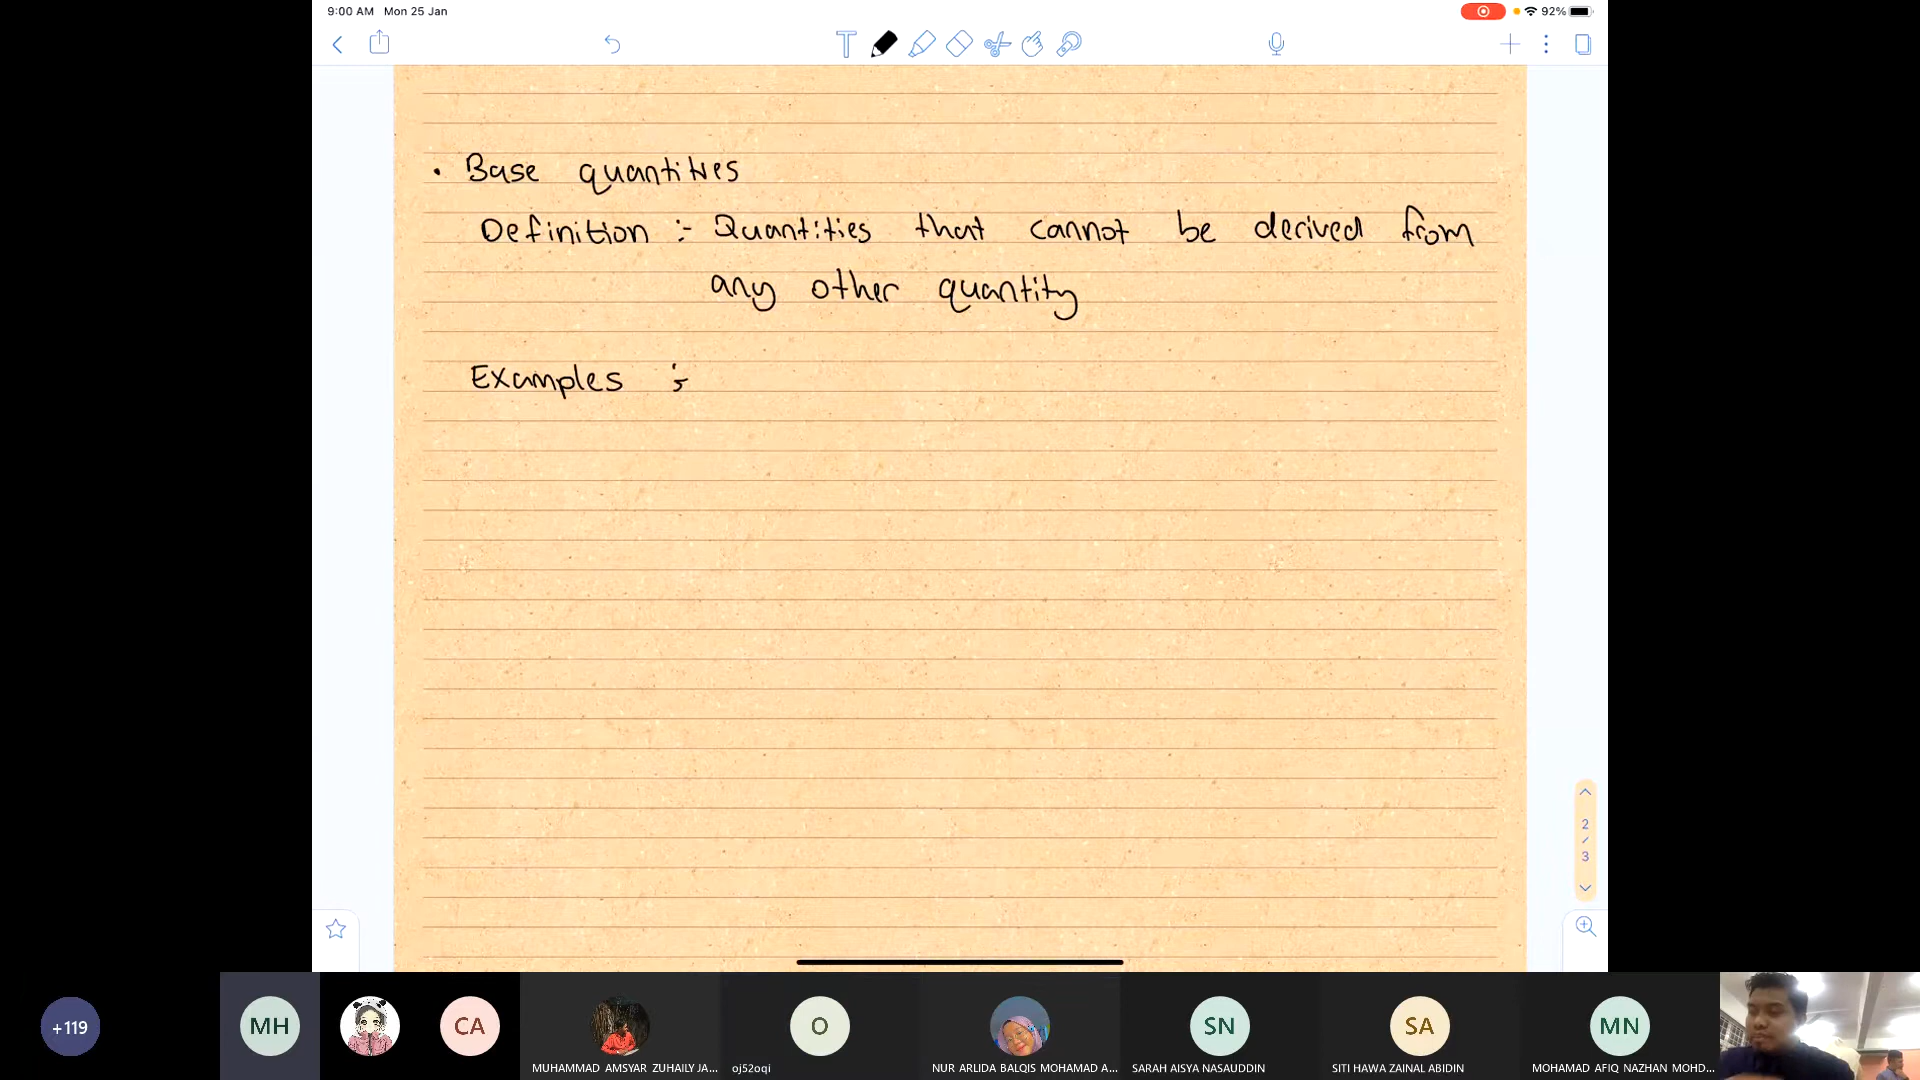 9:00 AM Mon 25 Jan
92%
• Base quantities
Definition :- Quantities that cannot be derived from
any other quantity
Examples :
2
/
3
+119
MH
CA
O
SN
SA
MN
MUHAMMAD AMSYAR ZUHAILY JA...
oj52oqi
NUR ARLIDA BALQIS MOHAMAD A...
SARAH AISYA NASAUDDIN
SITI HAWA ZAINAL ABIDIN
MOHAMAD AFIQ NAZHAN MOHD...